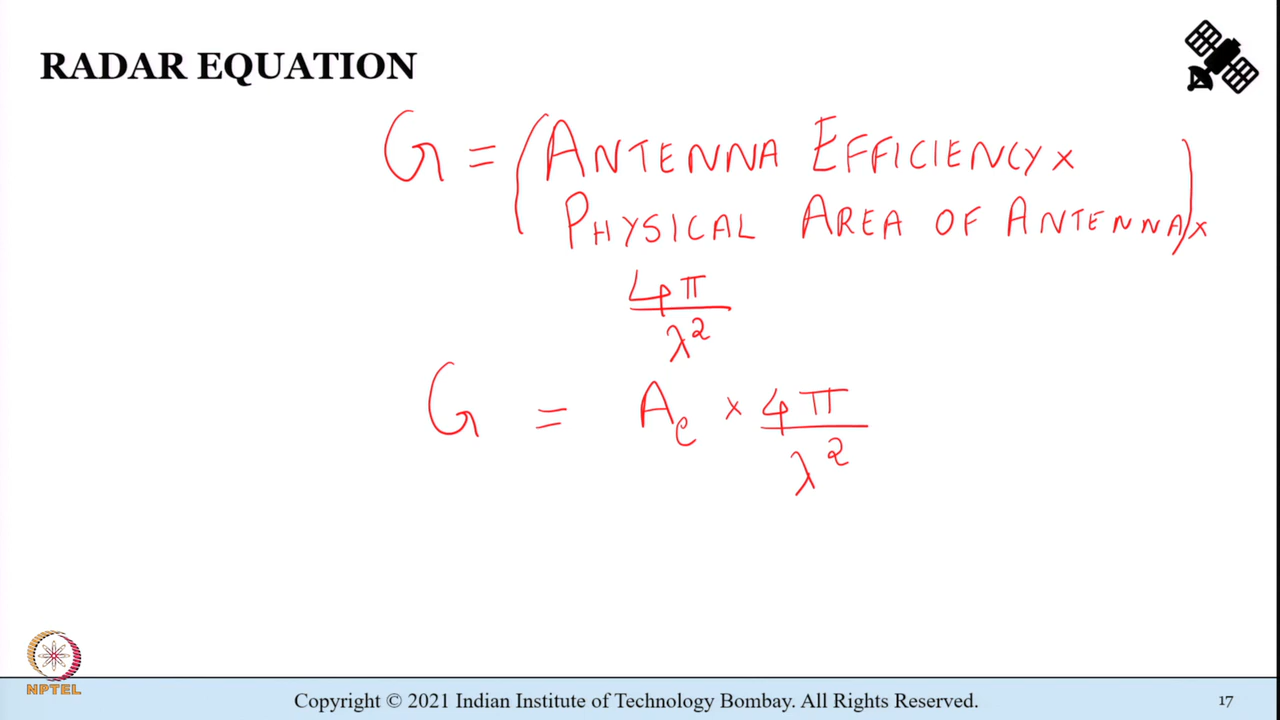 RADAR EQUATION
G = (ANTENNA EFFICIENCY ×
PHYSICAL AREA OF ANTENNA) ×
4π
λ²
G = Ae × 4π
λ²
NPTEL
Copyright © 2021 Indian Institute of Technology Bombay. All Rights Reserved.
17